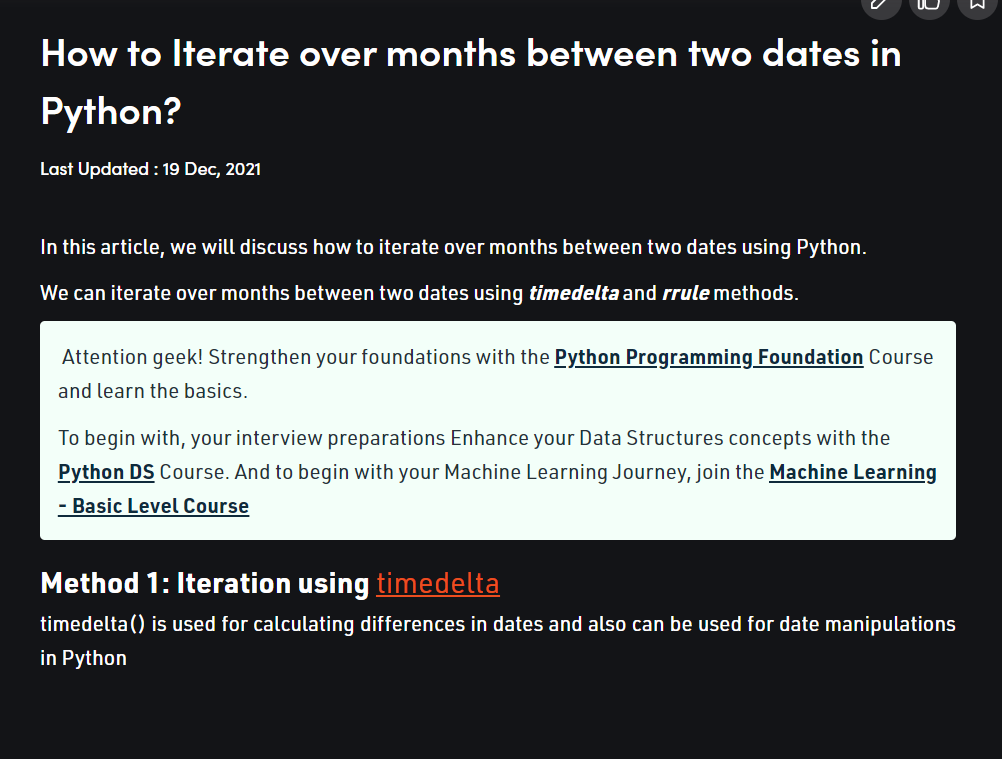 How to Iterate over months between two dates in
Python?
Last Updated : 19 Dec, 2021
In this article, we will discuss how to iterate over months between two dates using Python.
We can iterate over months between two dates using timedelta and rrule methods.
Attention geek! Strengthen your foundations with the Python Programming Foundation Course
and learn the basics.
To begin with, your interview preparations Enhance your Data Structures concepts with the
Python DS Course. And to begin with your Machine Learning Journey, join the Machine Learning
- Basic Level Course
Method 1: Iteration using timedelta
timedelta() is used for calculating differences in dates and also can be used for date manipulations
in Python